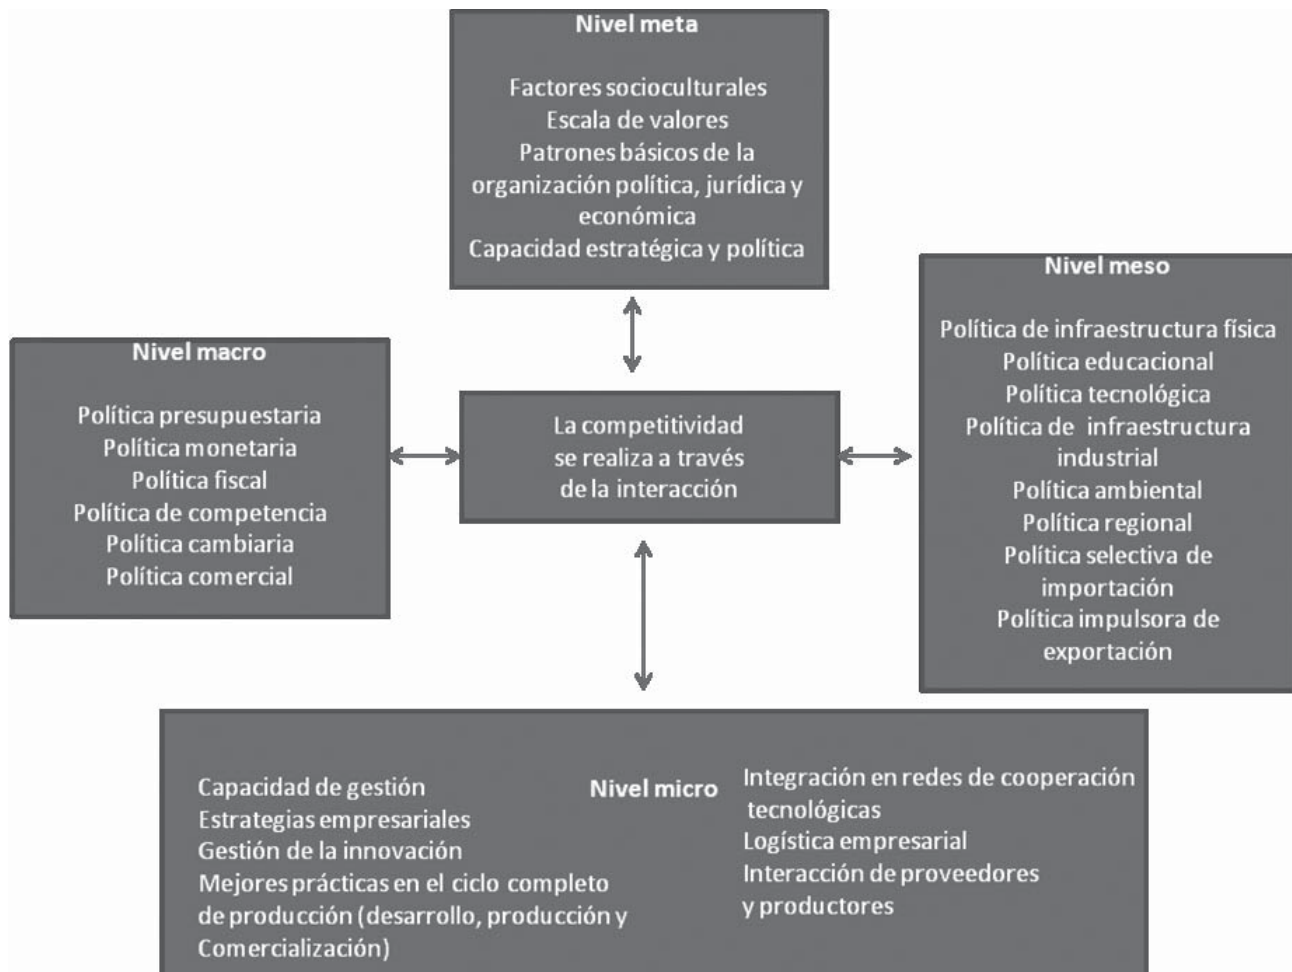 Nivel meta
Factores socioculturales
Escala de valores
Patrones básicos de la
organización política, jurídica y
económica
Capacidad estratégica y política
Nivel macro
Política presupuestaria
Política monetaria
Política fiscal
Política de competencia
Política cambiaria
Política comercial
La competitividad
se realiza a través
de la interacción
Nivel meso
Política de infraestructura física
Política educacional
Política tecnológica
Política de infraestructura
industrial
Política ambiental
Política regional
Política selectiva de
importación
Política impulsora de
exportación
Nivel micro
Capacidad de gestión
Estrategias empresariales
Gestión de la innovación
Mejores prácticas en el ciclo completo
de producción (desarrollo, producción y
Comercialización)
Integración en redes de cooperación
tecnológicas
Logística empresarial
Interacción de proveedores
y productores